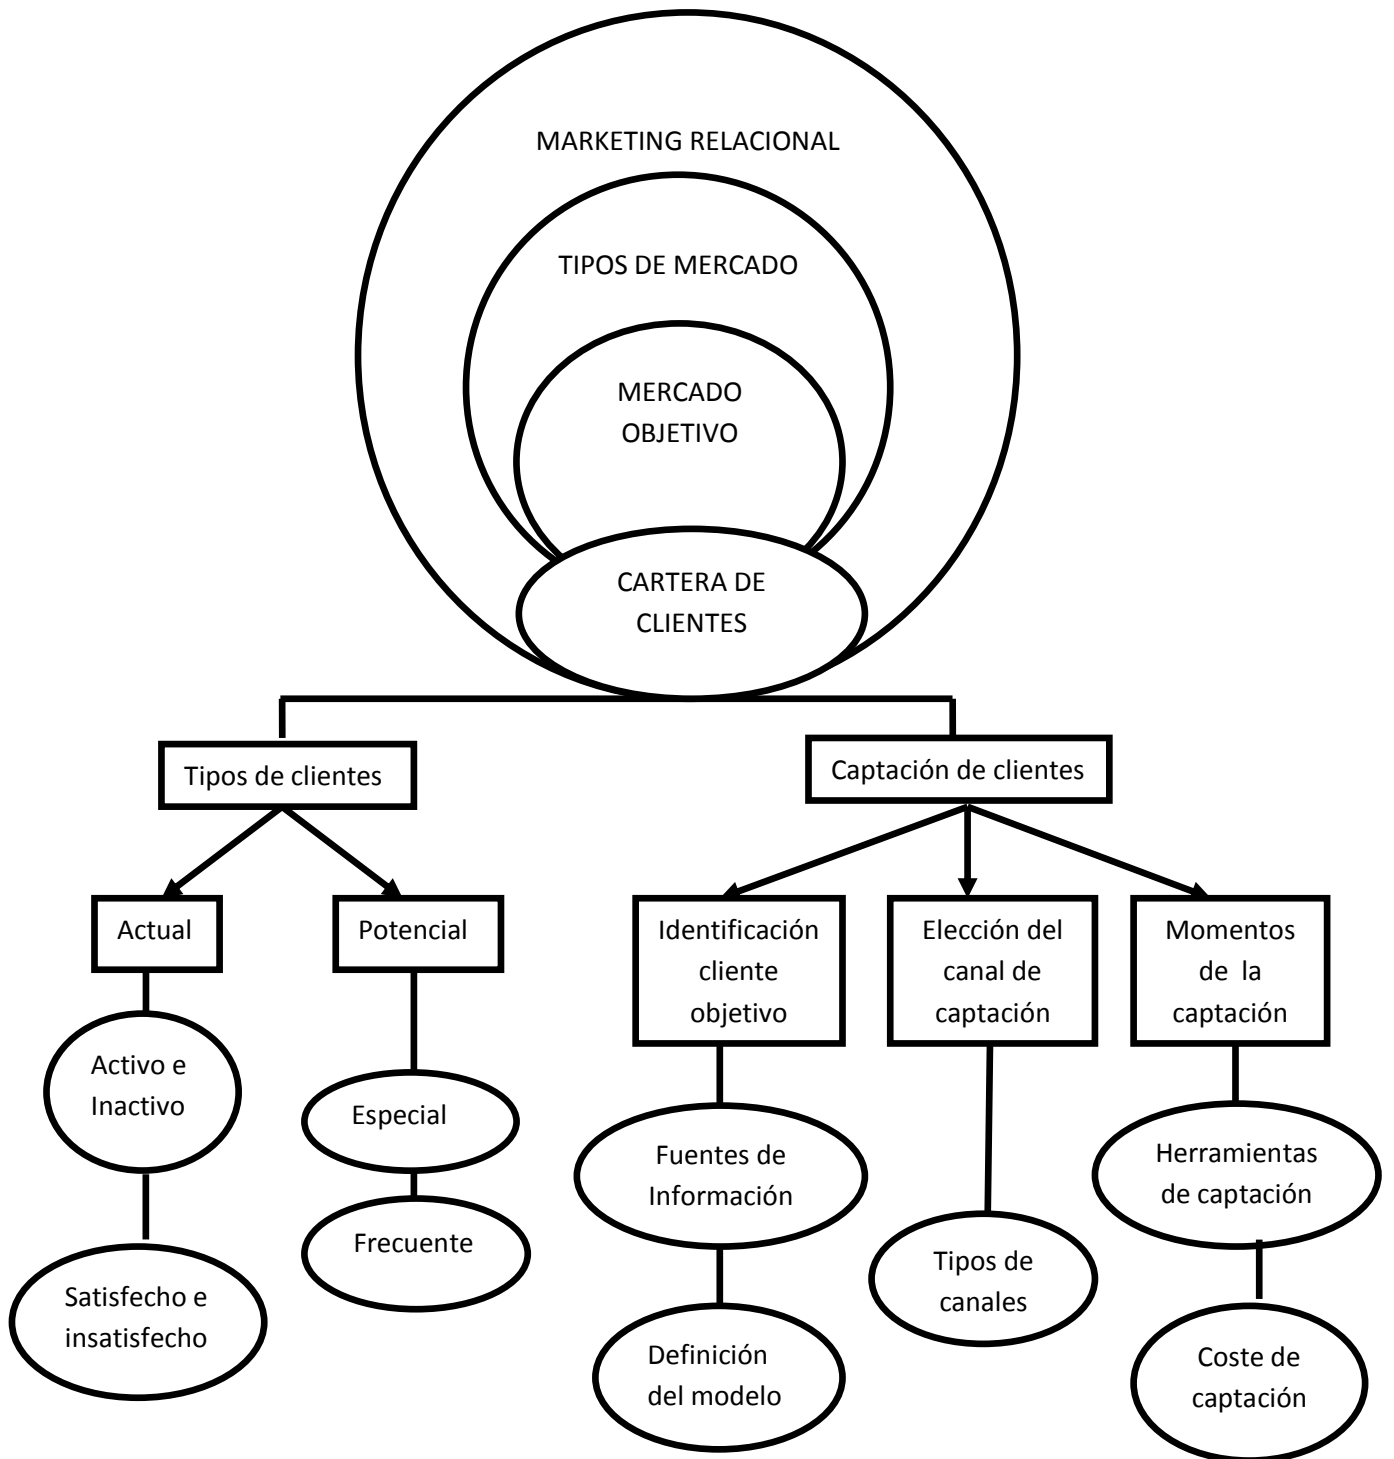 MARKETING RELACIONAL
TIPOS DE MERCADO
MERCADO
OBJETIVO
CARTERA DE
CLIENTES
Tipos de clientes
Captación de clientes
Actual
Potencial
Identificación
cliente
objetivo
Elección del
canal de
captación
Momentos
de la
captación
Activo e
Inactivo
Especial
Fuentes de
Información
Herramientas
de captación
Frecuente
Tipos de
canales
Satisfecho e
insatisfecho
Definición
del modelo
Coste de
captación